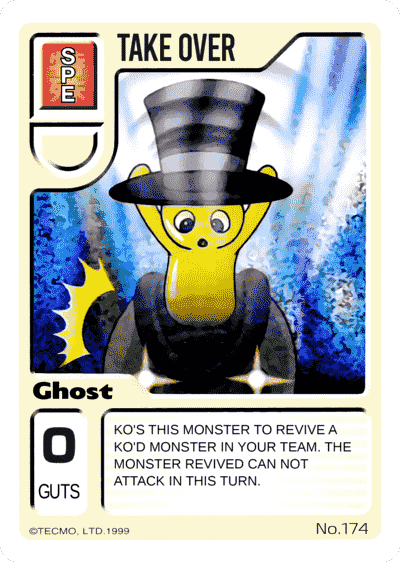 SPE
TAKE OVER
Ghost
0
GUTS
KO'S THIS MONSTER TO REVIVE A
KO'D MONSTER IN YOUR TEAM. THE
MONSTER REVIVED CAN NOT
ATTACK IN THIS TURN.
©TECMO, LTD.1999
No.174